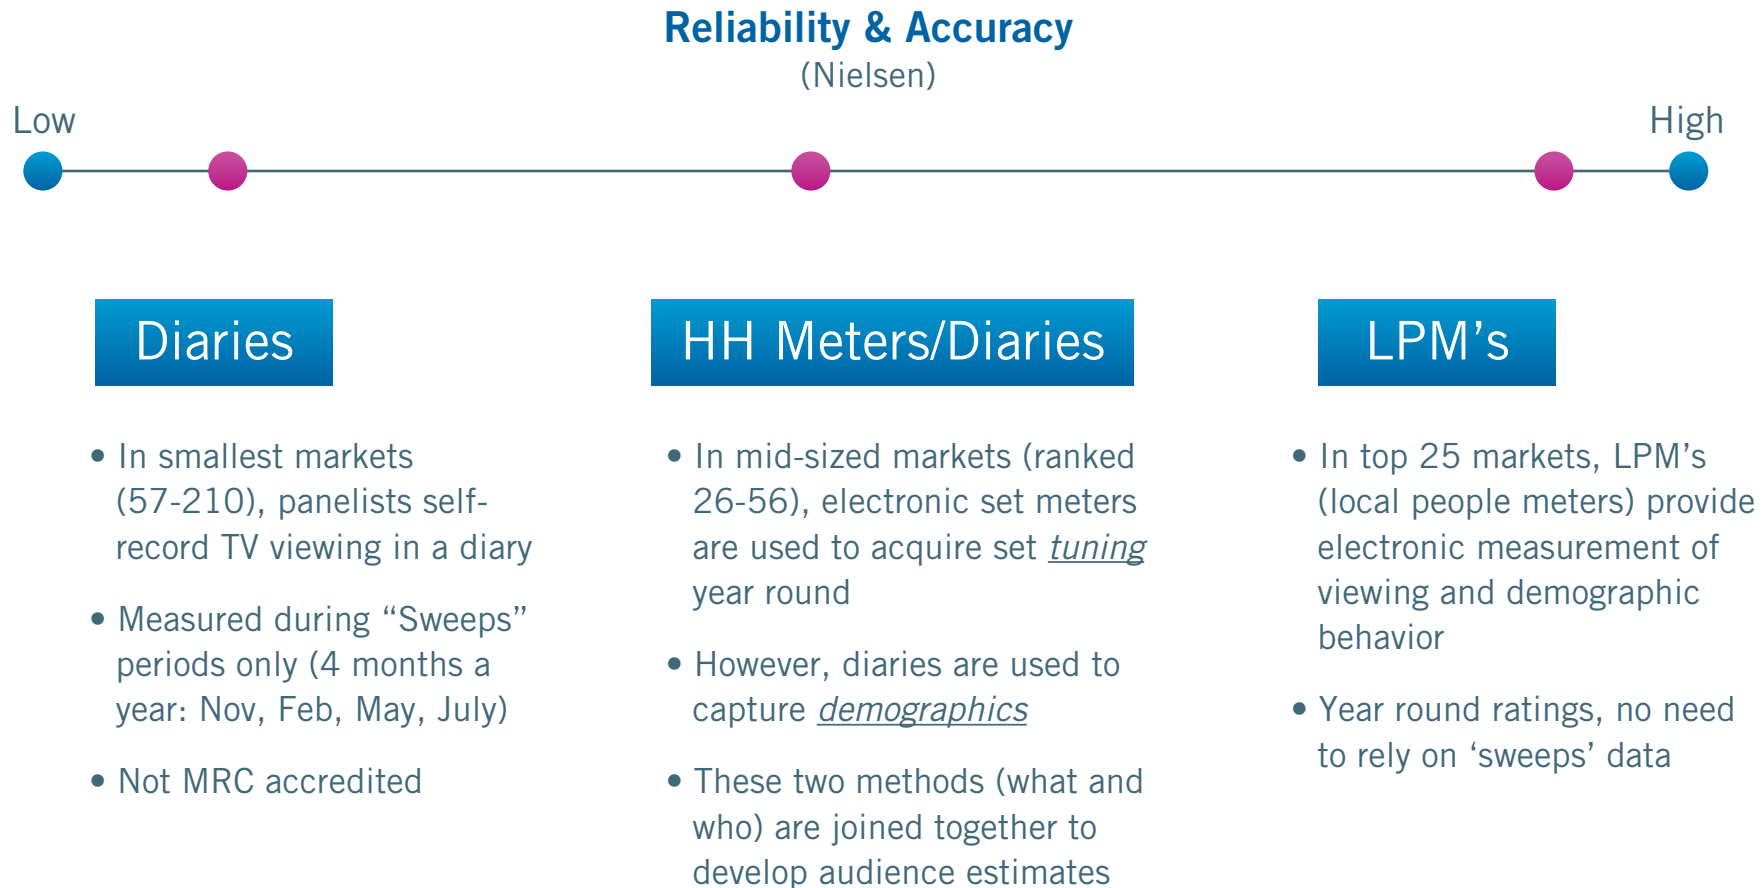 Reliability & Accuracy
(Nielsen)
Low
High
Diaries
• In smallest markets
(57-210), panelists self-
record TV viewing in a diary
• Measured during “Sweeps”
periods only (4 months a
year: Nov, Feb, May, July)
• Not MRC accredited
HH Meters/Diaries
• In mid-sized markets (ranked
26-56), electronic set meters
are used to acquire set tuning
year round
• However, diaries are used to
capture demographics
• These two methods (what and
who) are joined together to
develop audience estimates
LPM’s
• In top 25 markets, LPM’s
(local people meters) provide
electronic measurement of
viewing and demographic
behavior
• Year round ratings, no need
to rely on ‘sweeps’ data